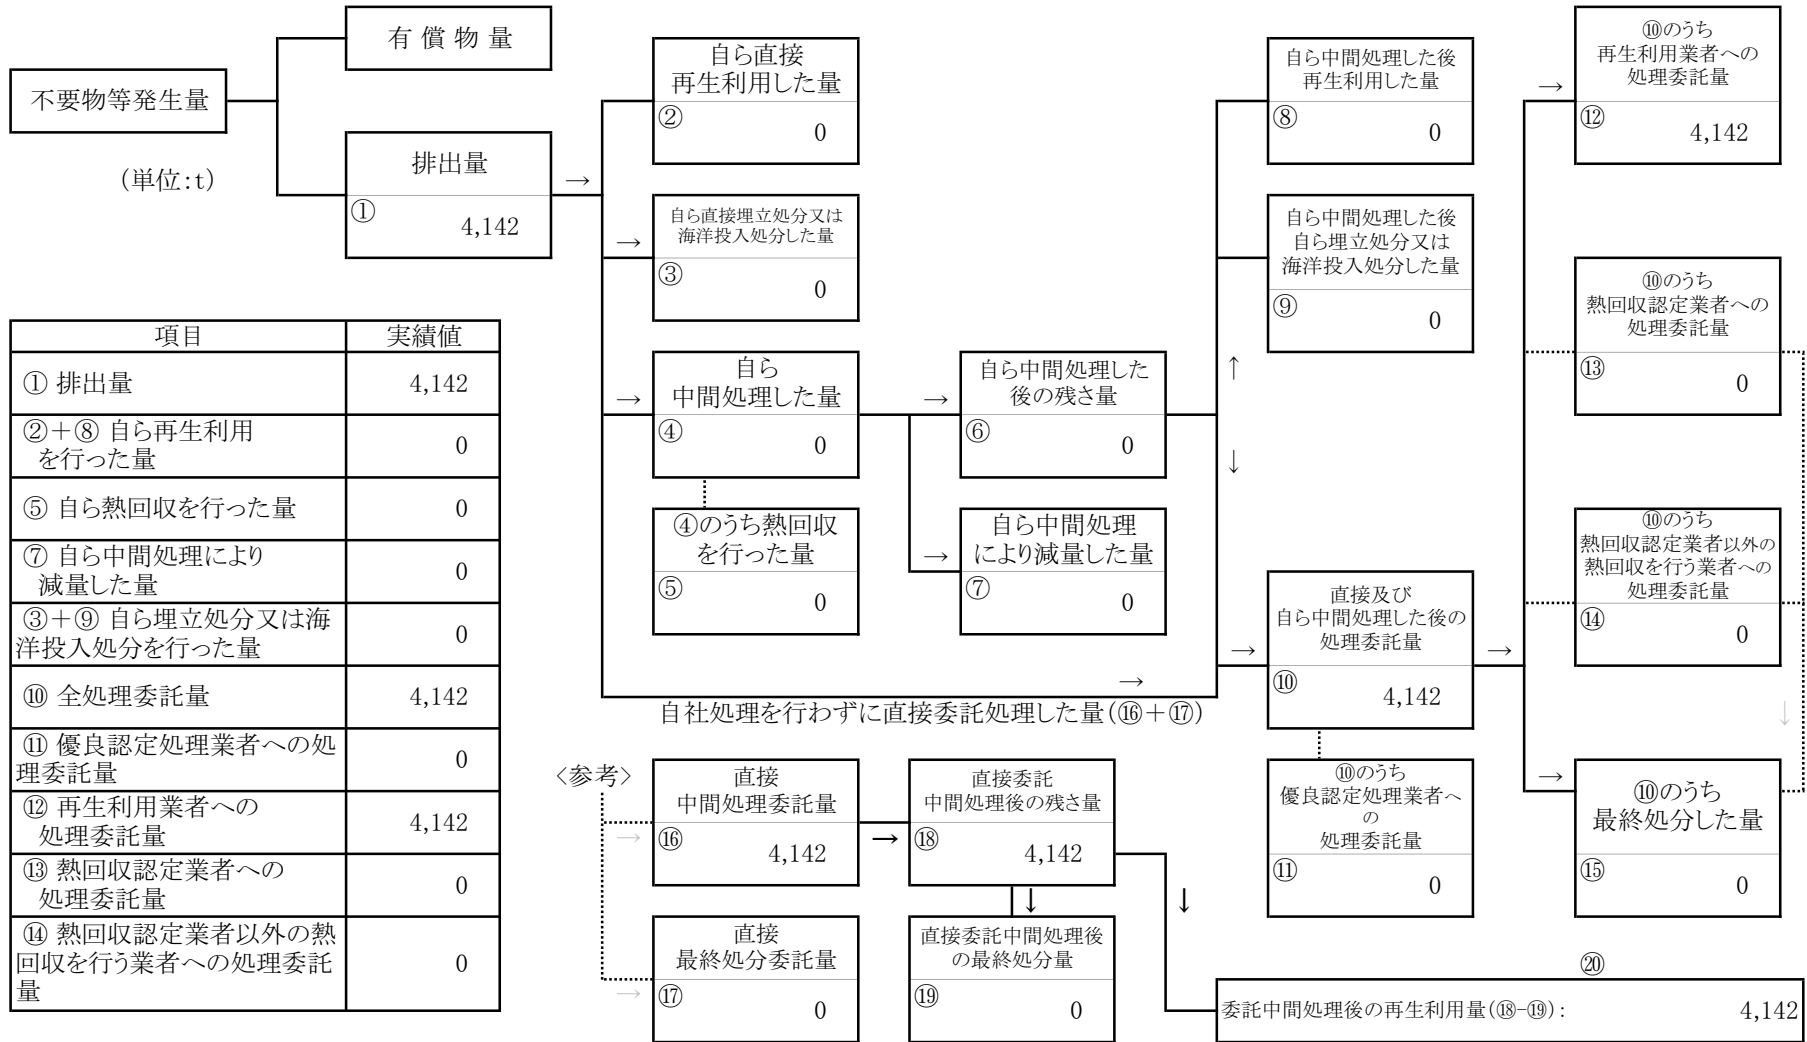 不要物等発生量
(単位:t)
有 償 物 量
排出量
①
4,142
→
自ら直接
再生利用した量
②
0
→
自ら直接埋立処分又は
海洋投入処分した量
③
0
→
自ら
中間処理した量
④
0
④のうち熱回収
を行った量
⑤
0
→
自ら中間処理した
後の残さ量
⑥
0
→
自ら中間処理
により減量した量
⑦
0
自ら中間処理した後
再生利用した量
⑧
0
自ら中間処理した後
自ら埋立処分又は
海洋投入処分した量
⑨
0
↑
↓
→
自社処理を行わずに直接委託処理した量(⑯+⑰)
→
直接及び
自ら中間処理した後の
処理委託量
⑩
4,142
⑩のうち
優良認定処理業者へ
の
処理委託量
⑪
0
→
→
⑩のうち
再生利用業者への
処理委託量
⑫
4,142
⑩のうち
熱回収認定業者への
処理委託量
⑬
0
⑩のうち
熱回収認定業者以外の
熱回収を行う業者への
処理委託量
⑭
0
↓
→
⑩のうち
最終処分した量
⑮
0
項目 実績値
① 排出量 4,142
②+⑧ 自ら再生利用
を行った量 0
⑤ 自ら熱回収を行った量 0
⑦ 自ら中間処理により
減量した量 0
③+⑨ 自ら埋立処分又は海
洋投入処分を行った量 0
⑩ 全処理委託量 4,142
⑪ 優良認定処理業者への処
理委託量 0
⑫ 再生利用業者への
処理委託量 4,142
⑬ 熱回収認定業者への
処理委託量 0
⑭ 熱回収認定業者以外の熱
回収を行う業者への処理委託
量 0
〈参考〉
→
直接
中間処理委託量
⑯
4,142
→
直接委託
中間処理後の残さ量
⑱
4,142
→
直接
最終処分委託量
⑰
0
↓
直接委託中間処理後
の最終処分量
⑲
0
↓
⑳
委託中間処理後の再生利用量(⑱-⑲): 4,142